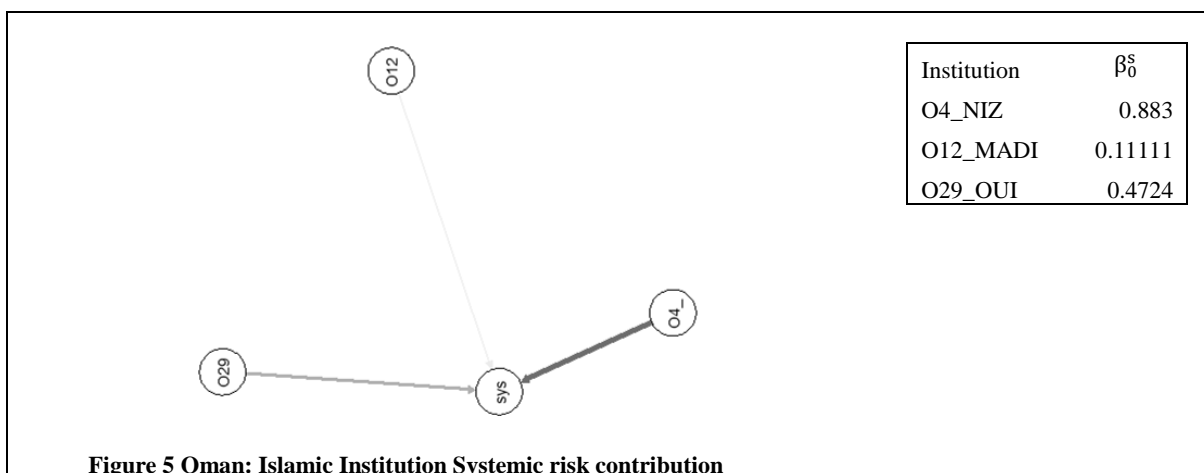 O12
Institution β₀ˢ
O4_NIZ 0.883
O12_MADI 0.11111
O29_OUI 0.4724
O4_
O29
sys
Figure 5 Oman: Islamic Institution Systemic risk contribution